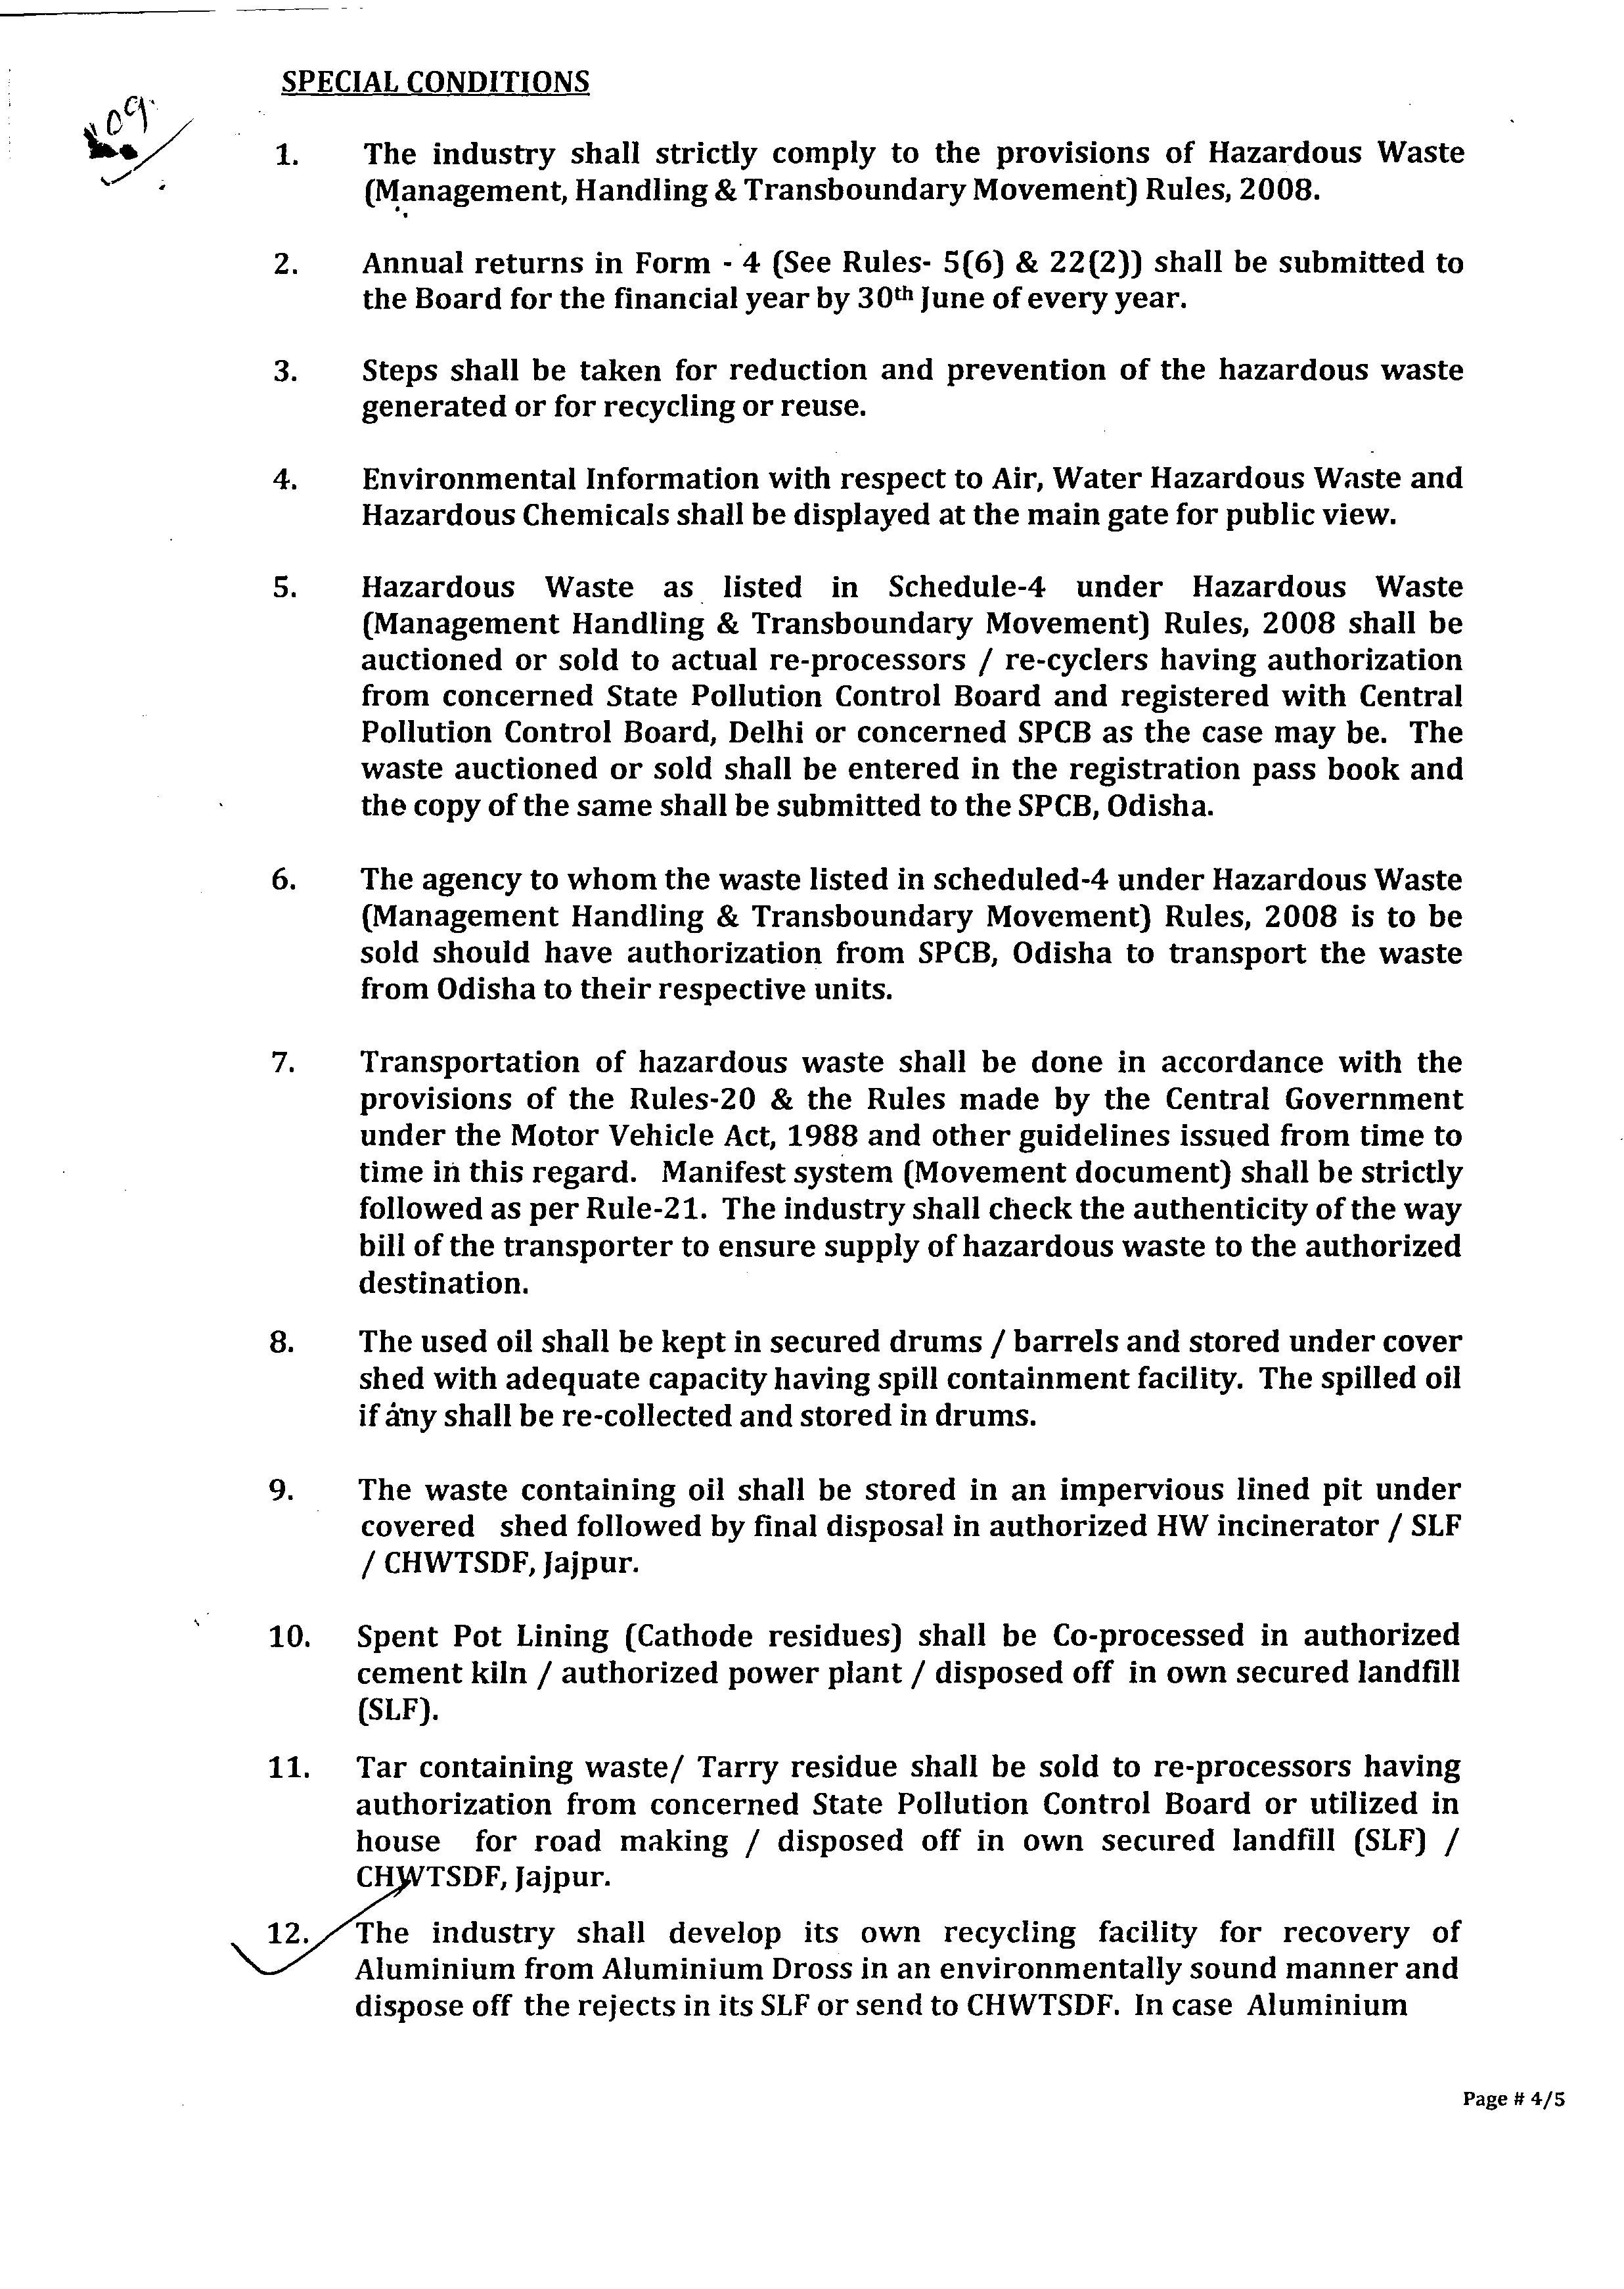 SPECIAL CONDITIONS
09
1. The industry shall strictly comply to the provisions of Hazardous Waste
(Management, Handling & Transboundary Movement) Rules, 2008.
2. Annual returns in Form - 4 (See Rules- 5(6) & 22(2)) shall be submitted to
the Board for the financial year by 30th June of every year.
3. Steps shall be taken for reduction and prevention of the hazardous waste
generated or for recycling or reuse.
4. Environmental Information with respect to Air, Water Hazardous Waste and
Hazardous Chemicals shall be displayed at the main gate for public view.
5. Hazardous Waste as listed in Schedule-4 under Hazardous Waste
(Management Handling & Transboundary Movement) Rules, 2008 shall be
auctioned or sold to actual re-processors / re-cyclers having authorization
from concerned State Pollution Control Board and registered with Central
Pollution Control Board, Delhi or concerned SPCB as the case may be. The
waste auctioned or sold shall be entered in the registration pass book and
the copy of the same shall be submitted to the SPCB, Odisha.
6. The agency to whom the waste listed in scheduled-4 under Hazardous Waste
(Management Handling & Transboundary Movement) Rules, 2008 is to be
sold should have authorization from SPCB, Odisha to transport the waste
from Odisha to their respective units.
7. Transportation of hazardous waste shall be done in accordance with the
provisions of the Rules-20 & the Rules made by the Central Government
under the Motor Vehicle Act, 1988 and other guidelines issued from time to
time in this regard. Manifest system (Movement document) shall be strictly
followed as per Rule-21. The industry shall check the authenticity of the way
bill of the transporter to ensure supply of hazardous waste to the authorized
destination.
8. The used oil shall be kept in secured drums / barrels and stored under cover
shed with adequate capacity having spill containment facility. The spilled oil
if any shall be re-collected and stored in drums.
9. The waste containing oil shall be stored in an impervious lined pit under
covered shed followed by final disposal in authorized HW incinerator / SLF
/ CHWTSDF, Jajpur.
10. Spent Pot Lining (Cathode residues) shall be Co-processed in authorized
cement kiln / authorized power plant / disposed off in own secured landfill
(SLF).
11. Tar containing waste/ Tarry residue shall be sold to re-processors having
authorization from concerned State Pollution Control Board or utilized in
house for road making / disposed off in own secured landfill (SLF) /
CHWTSDF, Jajpur.
12. The industry shall develop its own recycling facility for recovery of
Aluminium from Aluminium Dross in an environmentally sound manner and
dispose off the rejects in its SLF or send to CHWTSDF. In case Aluminium
Page # 4/5